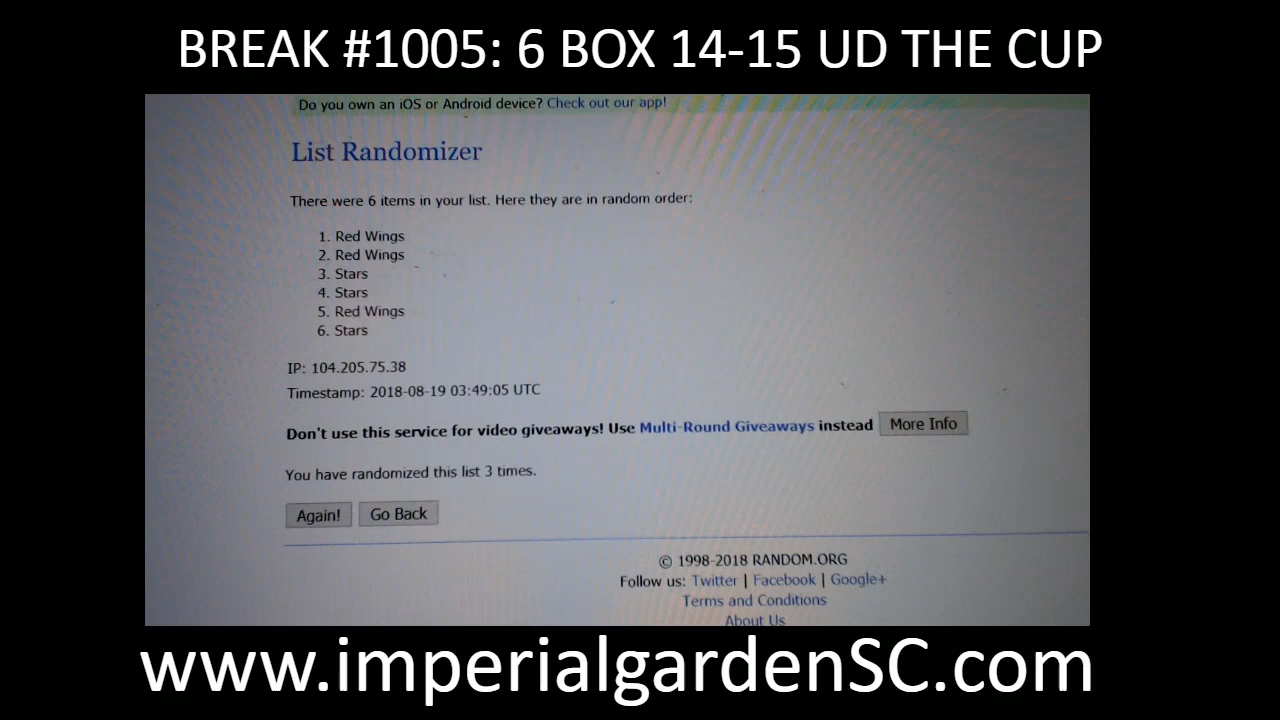 BREAK #1005: 6 BOX 14-15 UD THE CUP
Do you own an iOS or Android device? Check out our app!
List Randomizer
There were 6 items in your list. Here they are in random order:
1. Red Wings
2. Red Wings
3. Stars
4. Stars
5. Red Wings
6. Stars
IP: 104.205.75.38
Timestamp: 2018-08-19 03:49:05 UTC
Don't use this service for video giveaways! Use Multi-Round Giveaways instead More Info
You have randomized this list 3 times.
Again! Go Back
© 1998-2018 RANDOM.ORG
Follow us: Twitter | Facebook | Google+
Terms and Conditions
About Us
www.imperialgardenSC.com